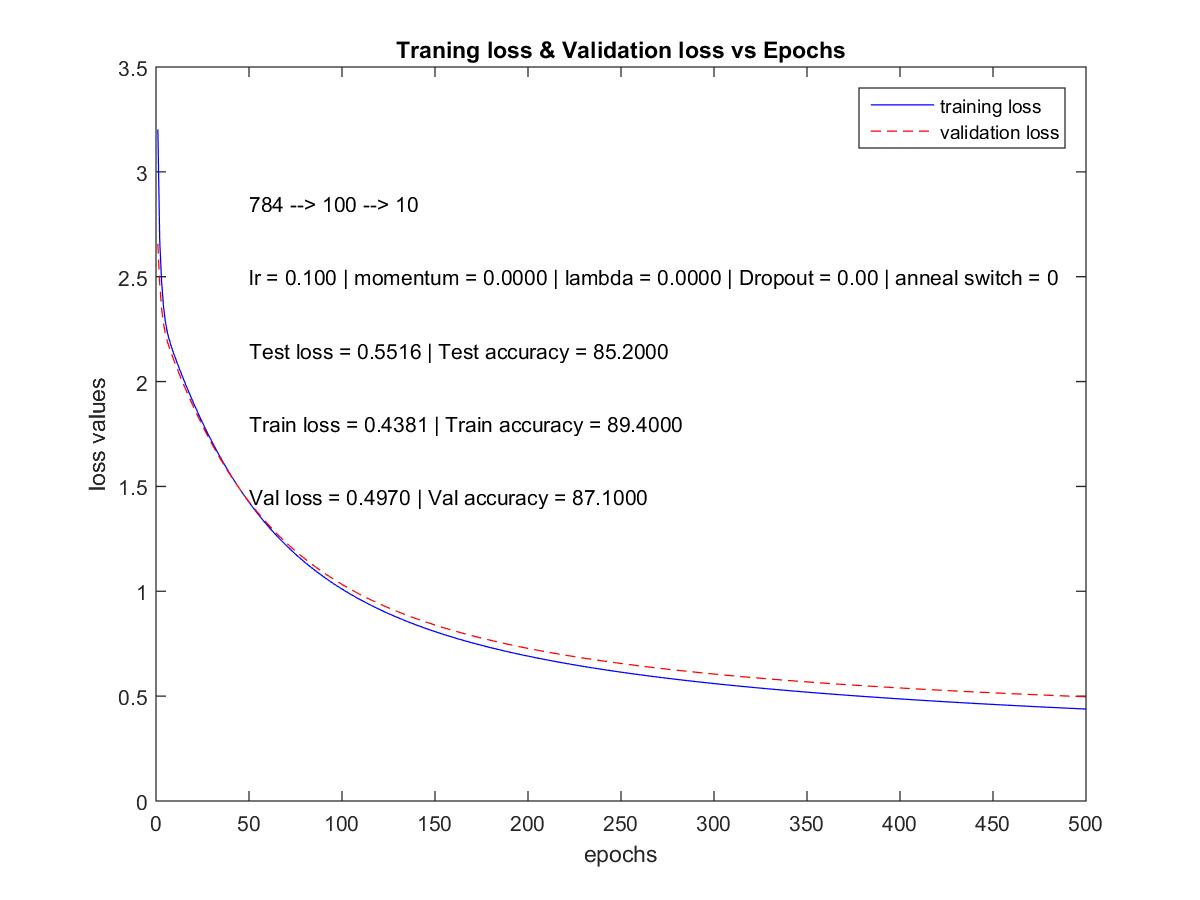 Traning loss & Validation loss vs Epochs
3.5
3
2.5
2
1.5
1
0.5
0
loss values
training loss
validation loss
784 --> 100 --> 10
lr = 0.100 | momentum = 0.0000 | lambda = 0.0000 | Dropout = 0.00 | anneal switch = 0
Test loss = 0.5516 | Test accuracy = 85.2000
Train loss = 0.4381 | Train accuracy = 89.4000
Val loss = 0.4970 | Val accuracy = 87.1000
0 50 100 150 200 250 300 350 400 450 500
epochs